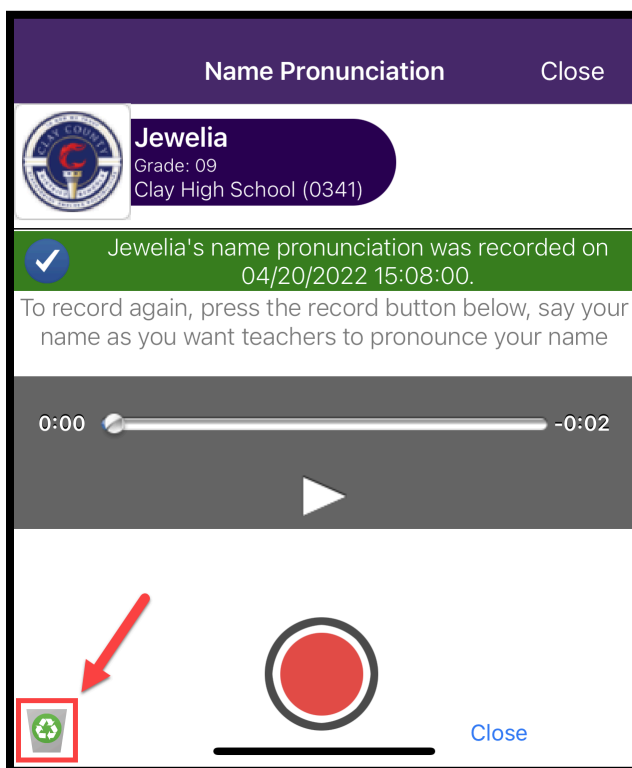 Name Pronunciation
Close
CLAY COUNTY
Jewelia
Grade: 09
Clay High School (0341)
Jewelia's name pronunciation was recorded on
04/20/2022 15:08:00.
To record again, press the record button below, say your
name as you want teachers to pronounce your name
0:00
-0:02
Close